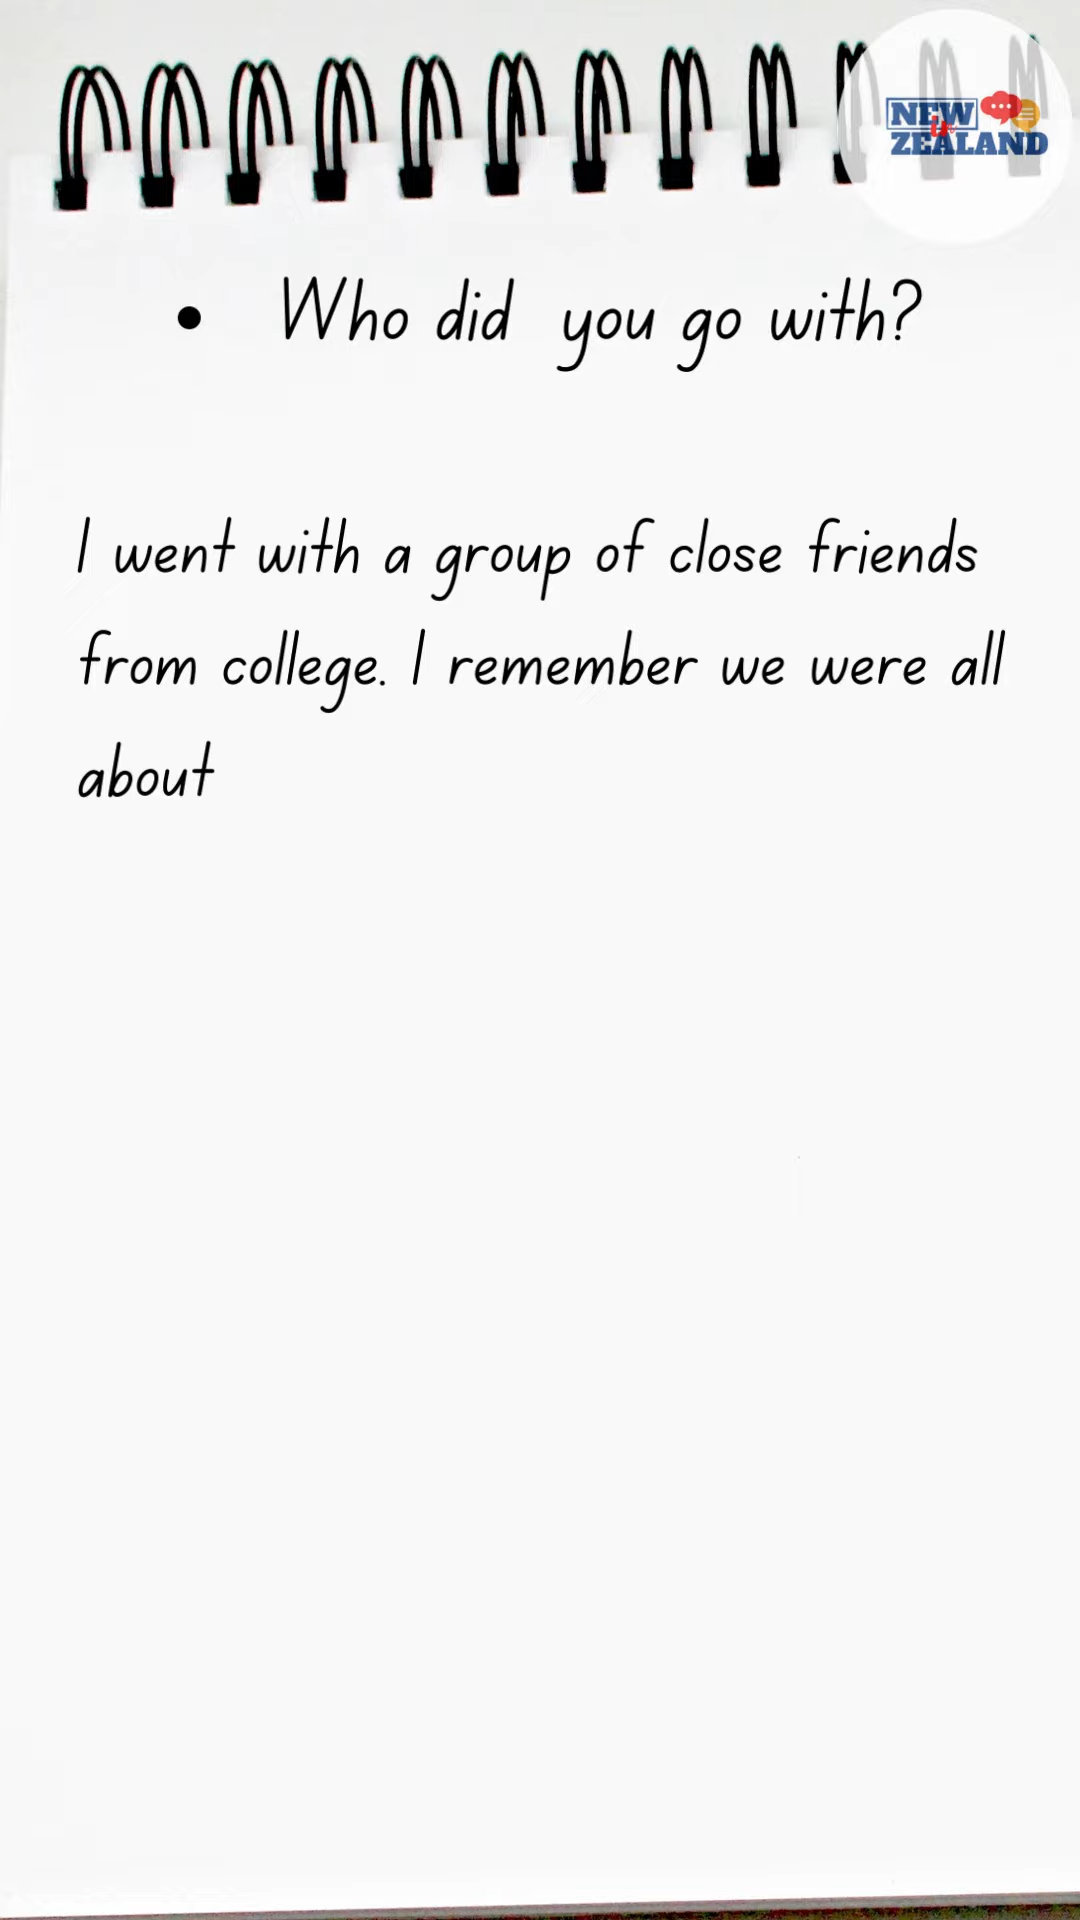 NEW
ZEALAND
• Who did you go with?
I went with a group of close friends
from college. I remember we were all
about